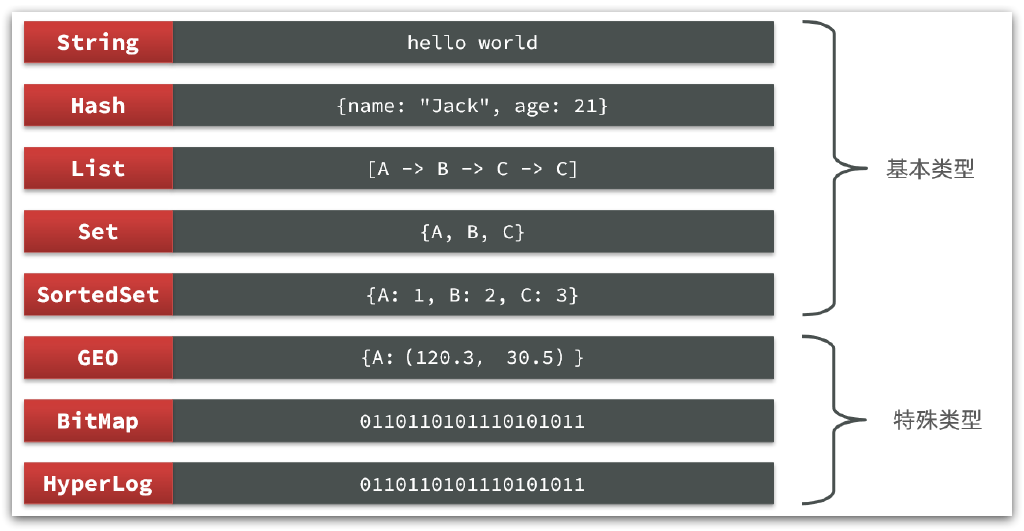 String hello world
Hash {name: "Jack", age: 21}
List [A -> B -> C -> C]
基本类型
Set {A, B, C}
SortedSet {A: 1, B: 2, C: 3}
GEO {A:(120.3, 30.5) }
BitMap 0110110101110101011
特殊类型
HyperLog 0110110101110101011